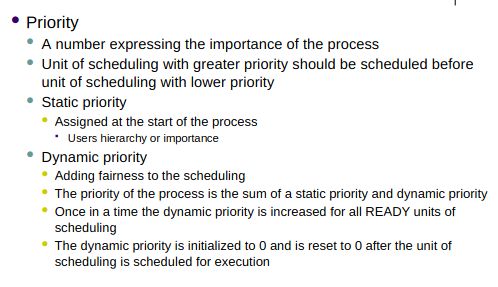 Priority
A number expressing the importance of the process
Unit of scheduling with greater priority should be scheduled before
unit of scheduling with lower priority
Static priority
Assigned at the start of the process
Users hierarchy or importance
Dynamic priority
Adding fairness to the scheduling
The priority of the process is the sum of a static priority and dynamic priority
Once in a time the dynamic priority is increased for all READY units of
scheduling
The dynamic priority is initialized to 0 and is reset to 0 after the unit of
scheduling is scheduled for execution